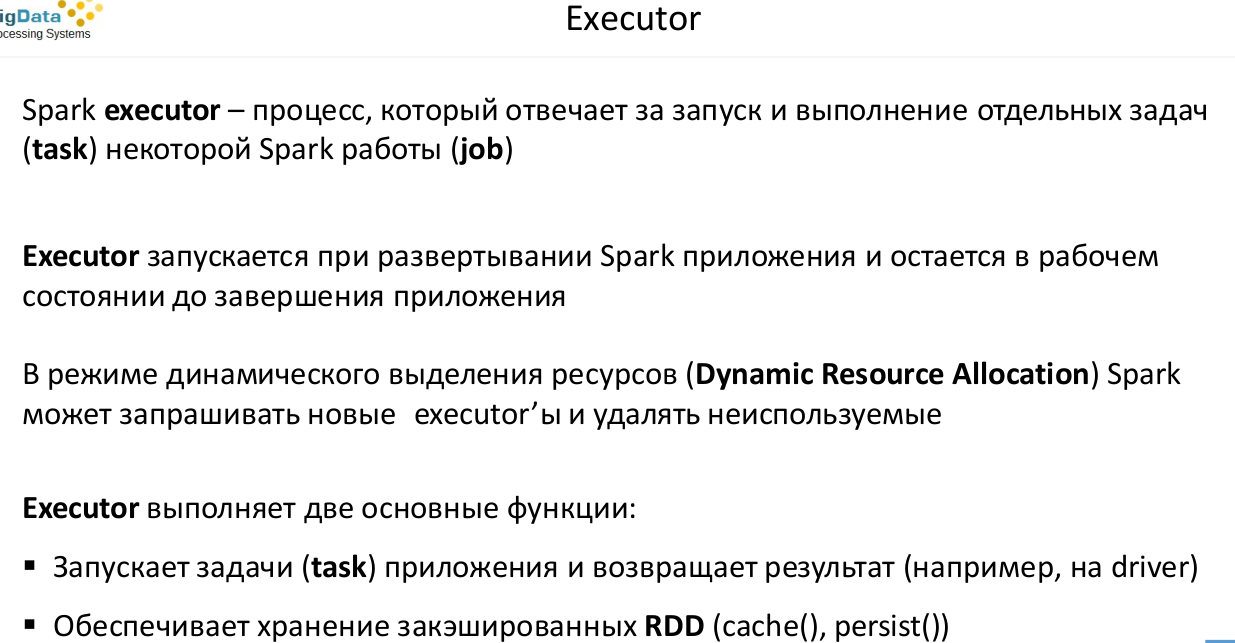 igData
ocessing Systems
Executor
Spark executor – процесс, который отвечает за запуск и выполнение отдельных задач
(task) некоторой Spark работы (job)
Executor запускается при развертывании Spark приложения и остается в рабочем
состоянии до завершения приложения
В режиме динамического выделения ресурсов (Dynamic Resource Allocation) Spark
может запрашивать новые executor’ы и удалять неиспользуемые
Executor выполняет две основные функции:
▪ Запускает задачи (task) приложения и возвращает результат (например, на driver)
▪ Обеспечивает хранение закэшированных RDD (cache(), persist())